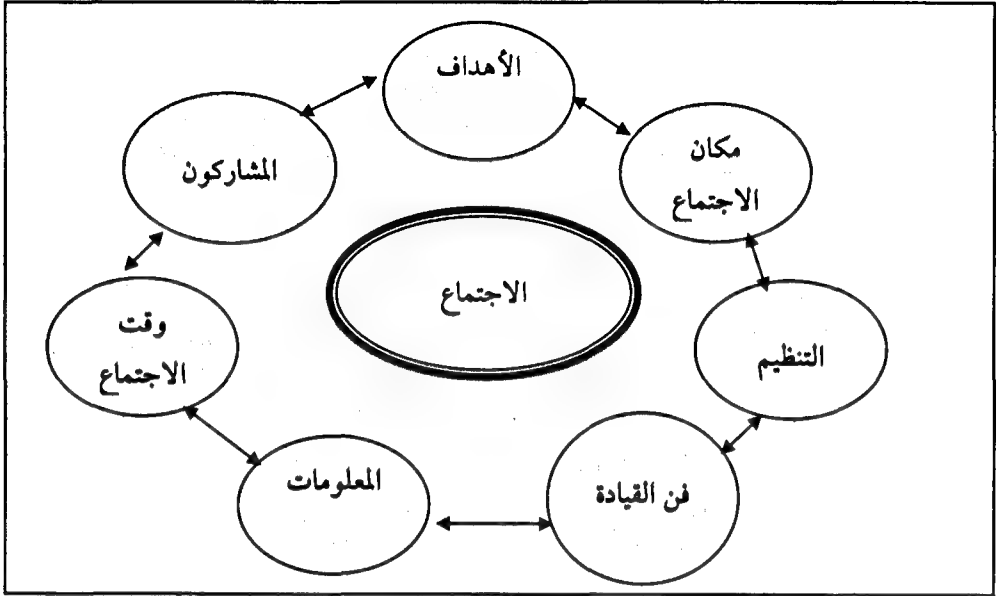 الأهداف
مكان
الاجتماع
المشاركون
الاجتماع
وقت
الاجتماع
التنظيم
المعلومات
فن القيادة